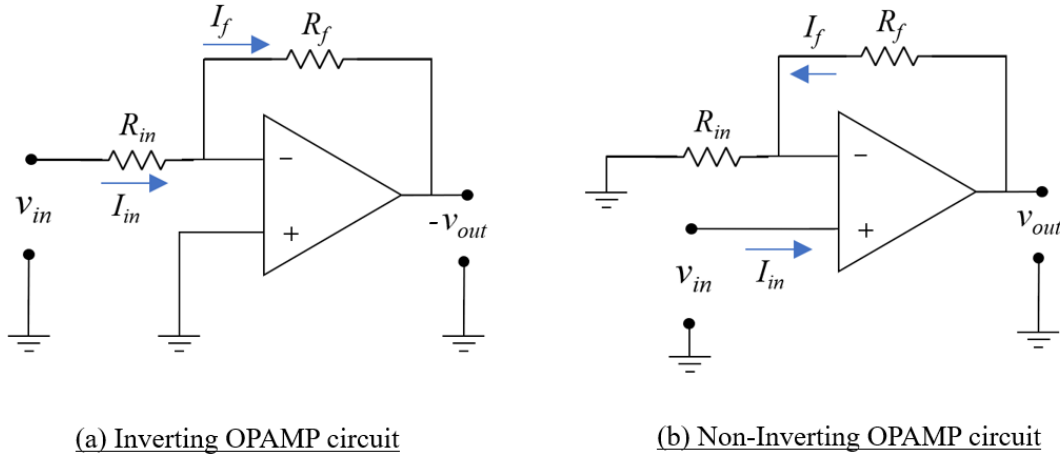 I_f
R_f
R_in
−
v_in
I_in
+
-v_out
(a) Inverting OPAMP circuit
I_f
R_f
R_in
−
+
v_out
v_in
I_in
(b) Non-Inverting OPAMP circuit